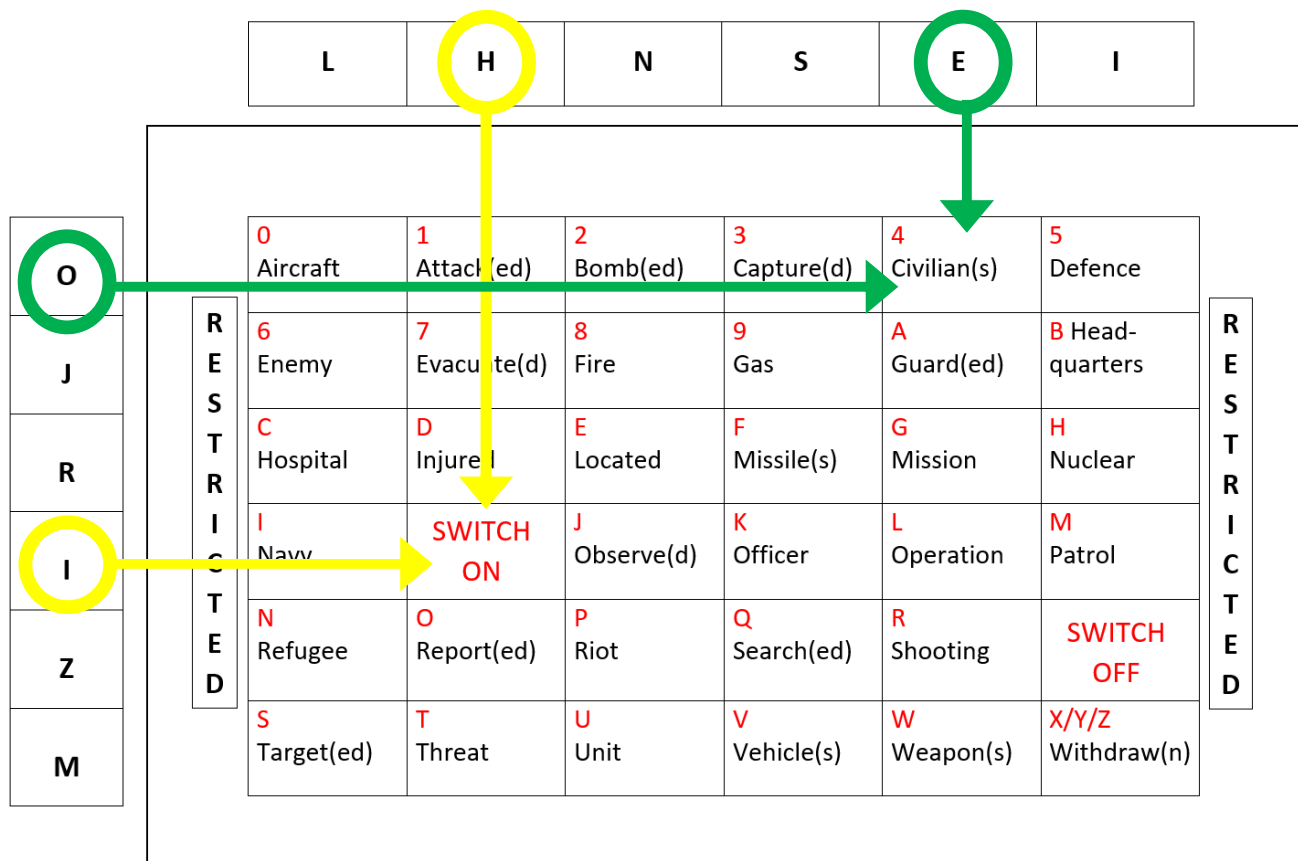 L H N S E I
O
J
R
I
Z
M
RESTRICTED
0 1 2 3 4 5
Aircraft Attack(ed) Bomb(ed) Capture(d) Civilian(s) Defence
6 7 8 9 A B Head-
Enemy Evacuate(d) Fire Gas Guard(ed) quarters
C D E F G H
Hospital Injured Located Missile(s) Mission Nuclear
I SWITCH J K L M
Navy ON Observe(d) Officer Operation Patrol
N O P Q R SWITCH
Refugee Report(ed) Riot Search(ed) Shooting OFF
S T U V W X/Y/Z
Target(ed) Threat Unit Vehicle(s) Weapon(s) Withdraw(n)
RESTRICTED